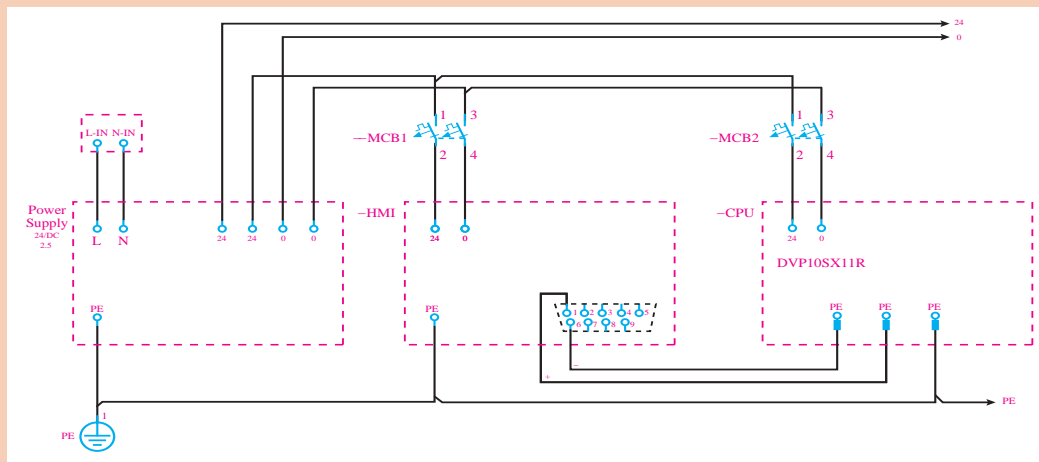 24
0
L-IN N-IN
1 3
–MCB1
2 4
1 3
–MCB2
2 4
Power
Supply
24/DC
2.5
L N
24 24 0 0
–HMI
24 0
–CPU
24 0
DVP10SX11R
PE
PE
1 2 3 4 5
6 7 8 9
PE PE PE
–
+
1
PE
PE